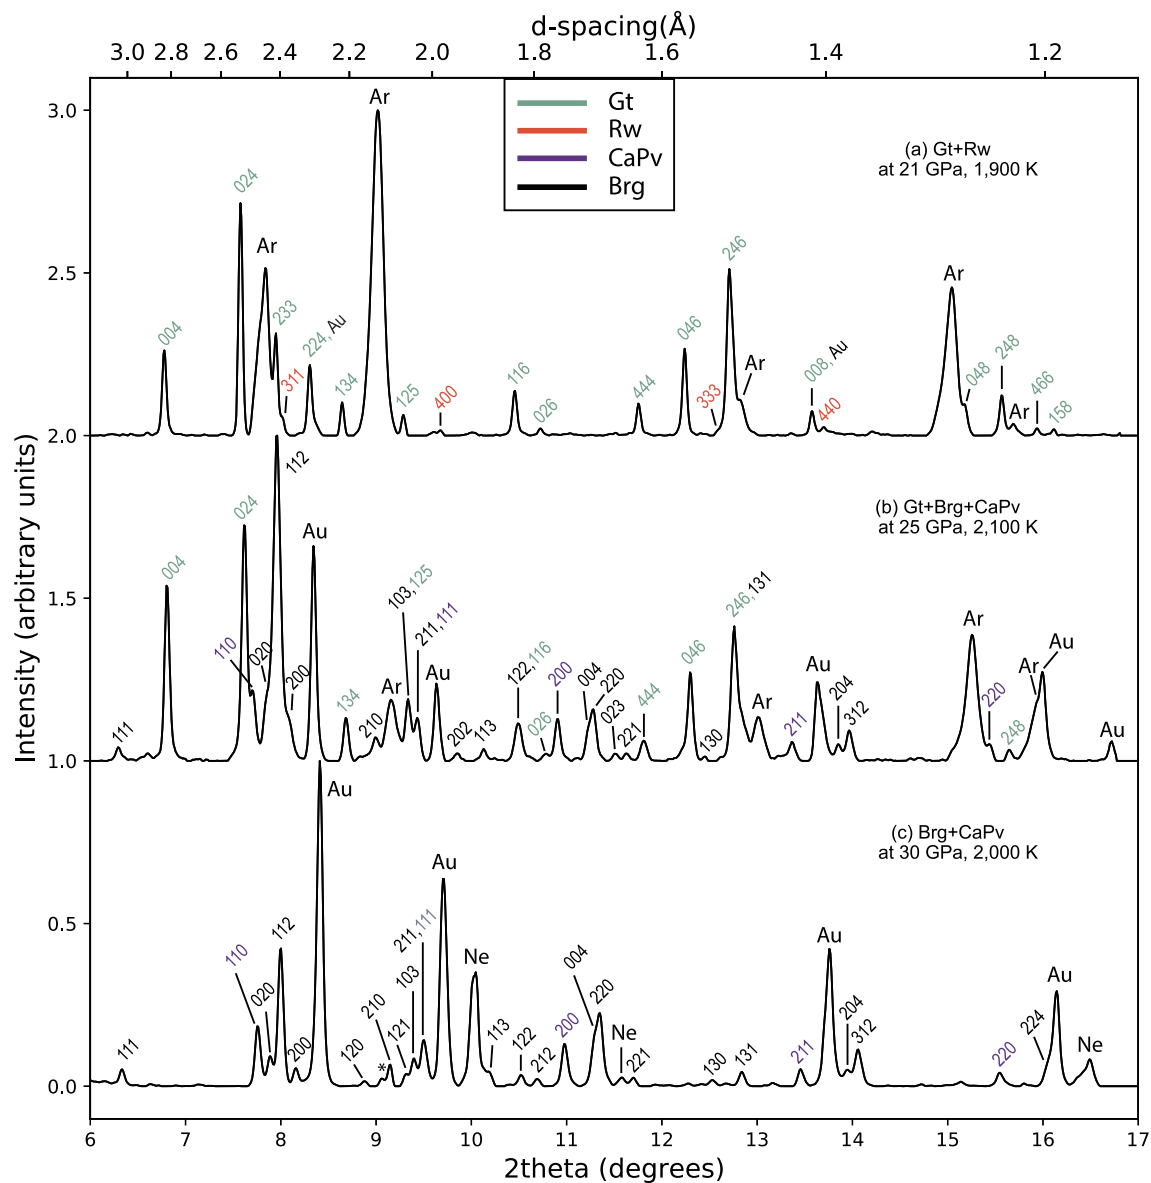 d-spacing(Å)
3.0 2.8 2.6 2.4 2.2 2.0 1.8 1.6 1.4 1.2
Gt
Rw
CaPv
Brg
(a) Gt+Rw
at 21 GPa, 1,900 K
004 024 Ar 233 311 224, Au 134 Ar 125 400 116 026 444 046 333 246 Ar 008, Au 440 Ar 048 248 Ar 466 158
(b) Gt+Brg+CaPv
at 25 GPa, 2,100 K
111 004 024 110 020 112 200 Au 134 210 Ar 103,125 211,111 Au 202 113 122,116 026 200 004 220 023 221 444 046 130 246,131 Ar 211 Au 204 312 Ar 220 248 Ar Au Au
(c) Brg+CaPv
at 30 GPa, 2,000 K
111 110 020 112 200 Au 120 * 210 121 103 211,111 Au Ne 113 122 212 200 004 220 Ne 221 130 131 211 Au 204 312 220 224 Au Ne
Intensity (arbitrary units)
3.0
2.5
2.0
1.5
1.0
0.5
0.0
6 7 8 9 10 11 12 13 14 15 16 17
2theta (degrees)